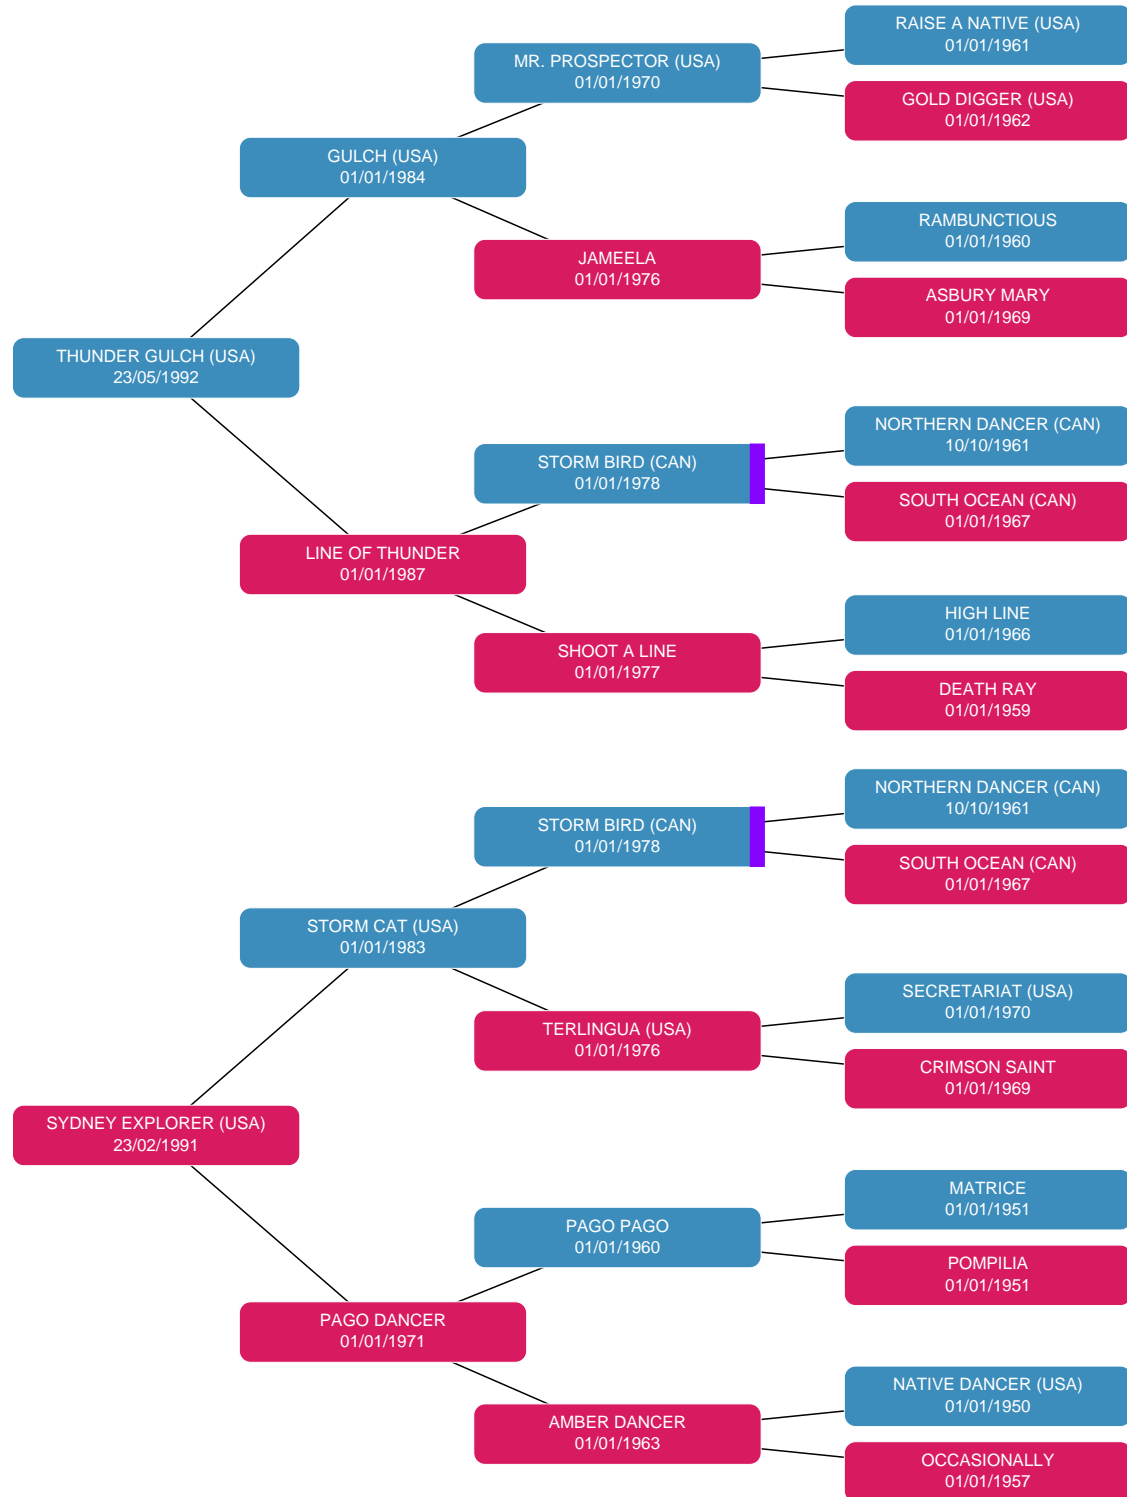 RAISE A NATIVE (USA)
01/01/1961
MR. PROSPECTOR (USA)
01/01/1970
GOLD DIGGER (USA)
01/01/1962
GULCH (USA)
01/01/1984
RAMBUNCTIOUS
01/01/1960
JAMEELA
01/01/1976
ASBURY MARY
01/01/1969
THUNDER GULCH (USA)
23/05/1992
NORTHERN DANCER (CAN)
10/10/1961
STORM BIRD (CAN)
01/01/1978
SOUTH OCEAN (CAN)
01/01/1967
LINE OF THUNDER
01/01/1987
HIGH LINE
01/01/1966
SHOOT A LINE
01/01/1977
DEATH RAY
01/01/1959
NORTHERN DANCER (CAN)
10/10/1961
STORM BIRD (CAN)
01/01/1978
SOUTH OCEAN (CAN)
01/01/1967
STORM CAT (USA)
01/01/1983
SECRETARIAT (USA)
01/01/1970
TERLINGUA (USA)
01/01/1976
CRIMSON SAINT
01/01/1969
SYDNEY EXPLORER (USA)
23/02/1991
MATRICE
01/01/1951
PAGO PAGO
01/01/1960
POMPILIA
01/01/1951
PAGO DANCER
01/01/1971
NATIVE DANCER (USA)
01/01/1950
AMBER DANCER
01/01/1963
OCCASIONALLY
01/01/1957